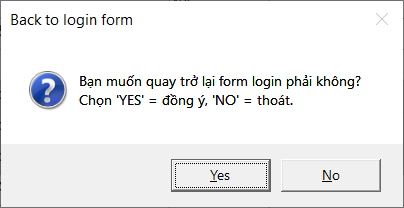 Back to login form
Bạn muốn quay trở lại form login phải không?
Chọn 'YES' = đồng ý, 'NO' = thoát.
Yes
No